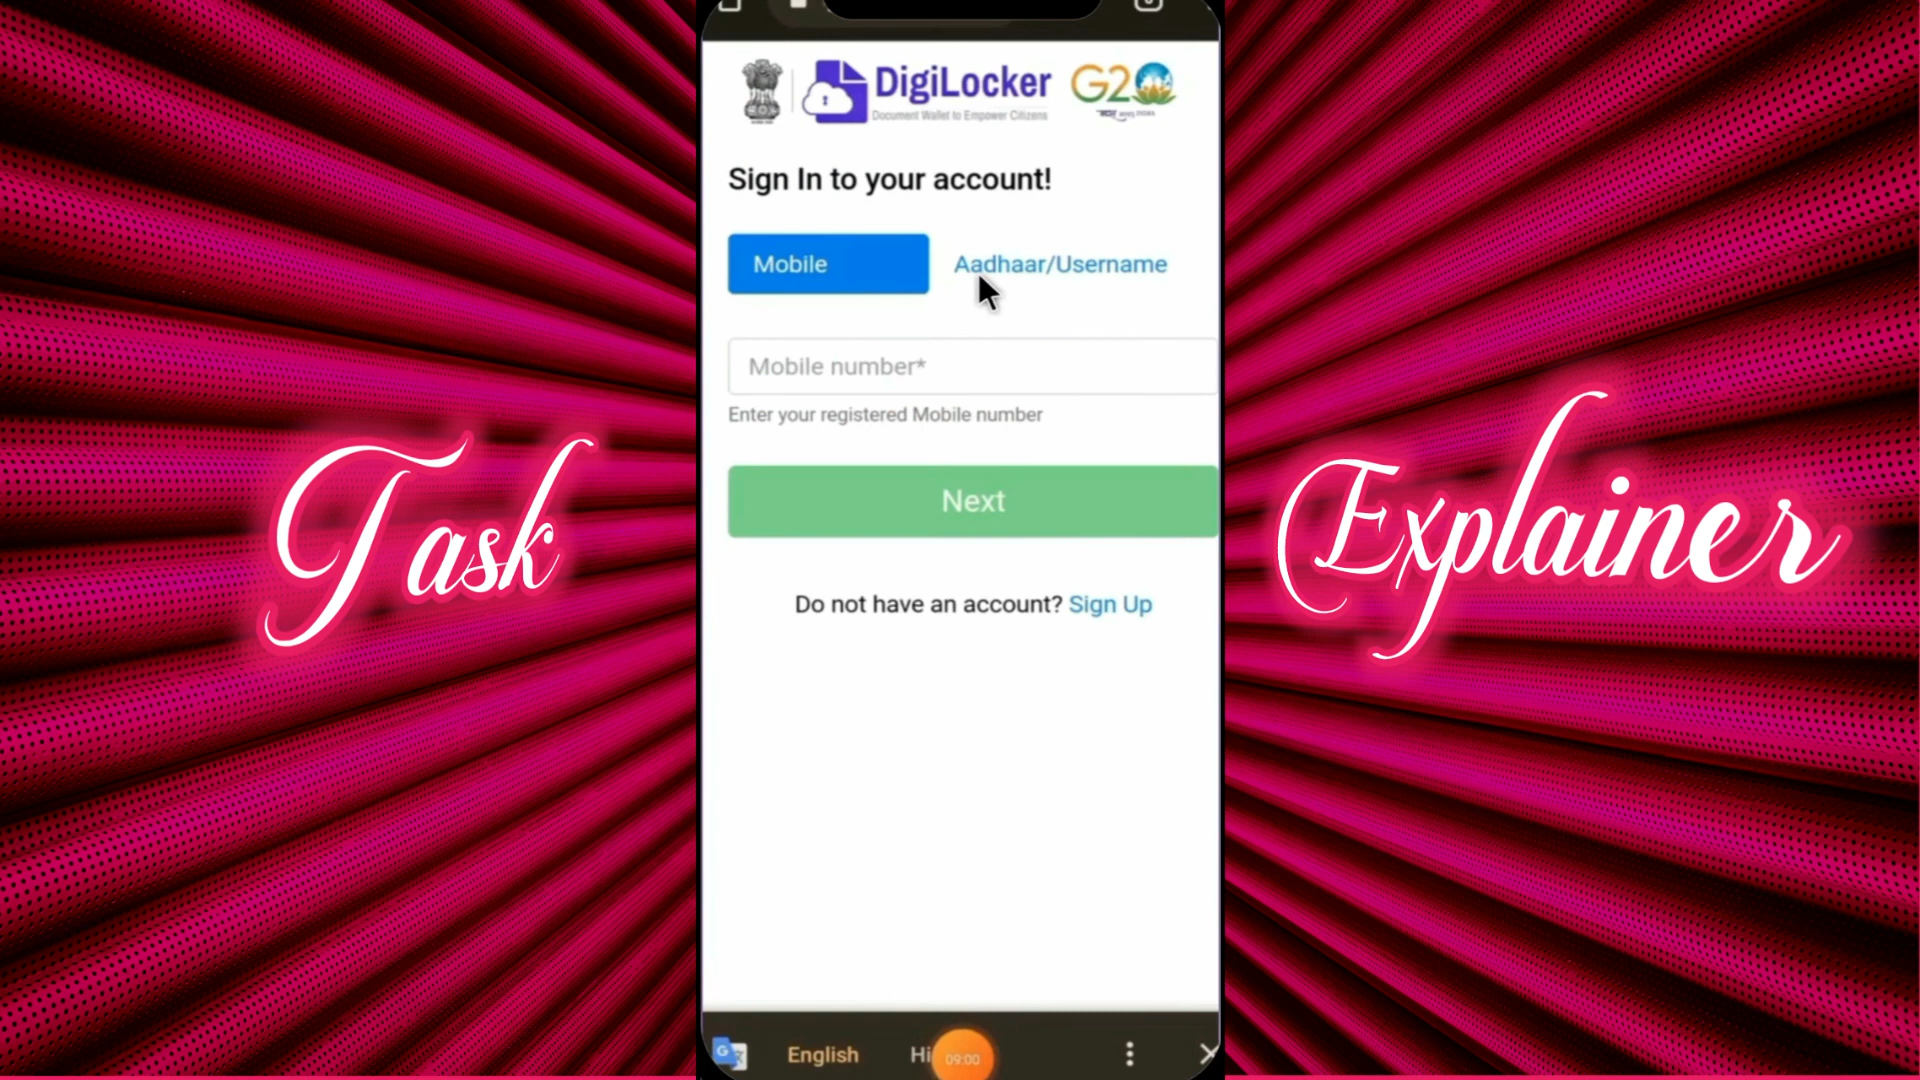 DigiLocker
Document Wallet to Empower Citizens
G20
Sign In to your account!
Mobile
Aadhaar/Username
Mobile number*
Enter your registered Mobile number
Next
Do not have an account? Sign Up
Task
Explainer
English
Hi
09:00